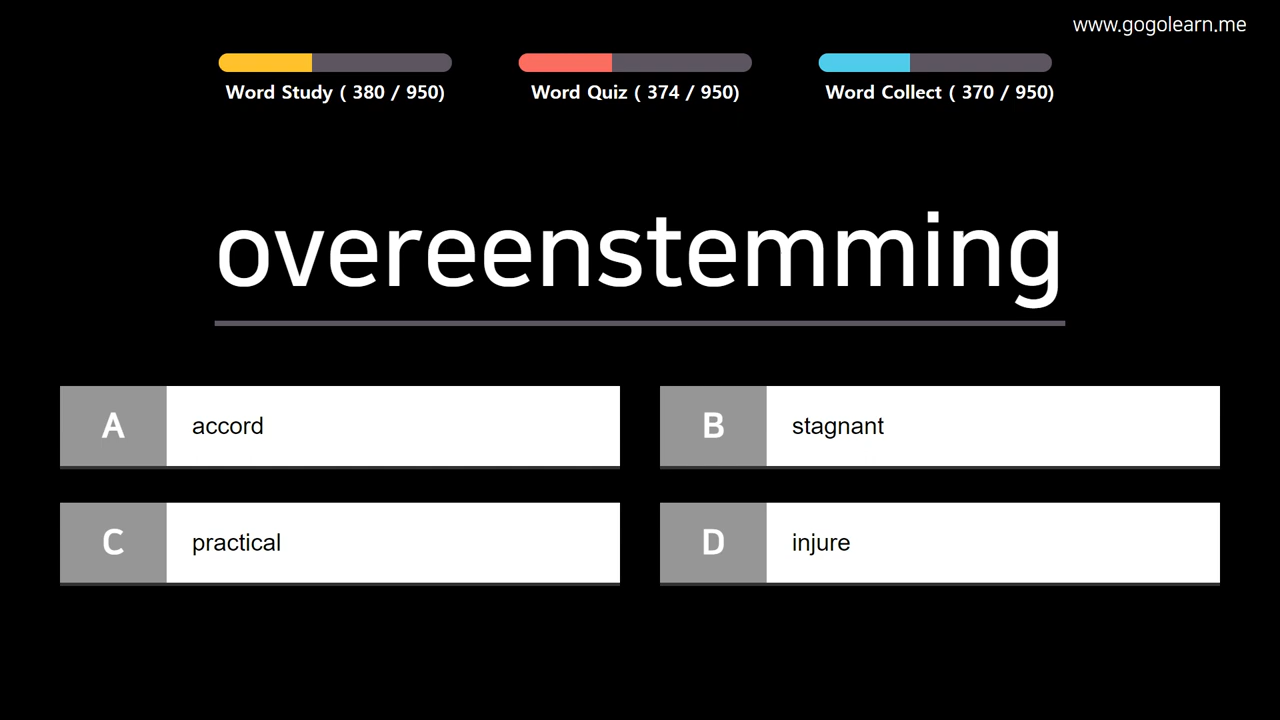 www.gogolearn.me
Word Study ( 380 / 950)
Word Quiz ( 374 / 950)
Word Collect ( 370 / 950)
overeenstemming
A accord
B stagnant
C practical
D injure